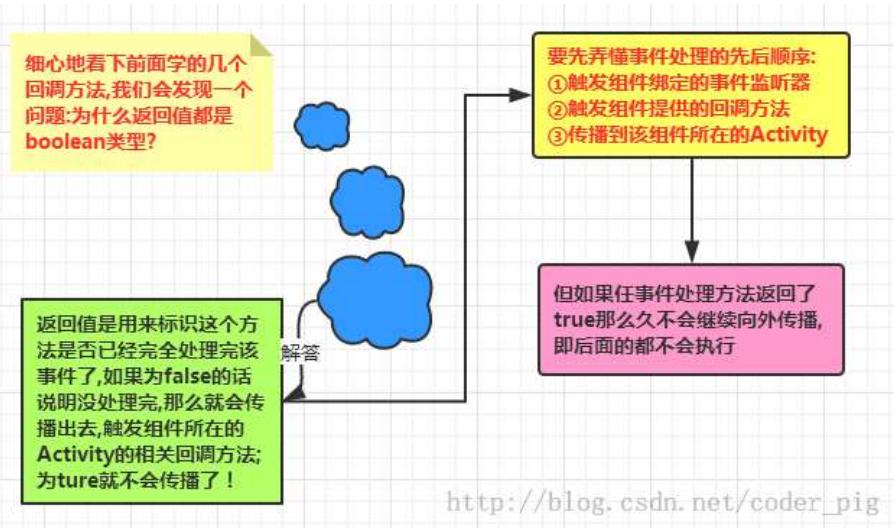 细心地看下前面学的几个
回调方法,我们会发现一个
问题:为什么返回值都是
boolean类型?
要先弄懂事件处理的先后顺序:
①触发组件绑定的事件监听器
②触发组件提供的回调方法
③传播到该组件所在的Activity
返回值是用来标识这个方
法是否已经完全处理完该
事件了,如果为false的话
说明没处理完,那么就会传
播出去,触发组件所在的
Activity的相关回调方法;
为ture就不会传播了！
解答
但如果任事件处理方法返回了
true那么久不会继续向外传播,
即后面的都不会执行
http://blog.csdn.net/coder_pig